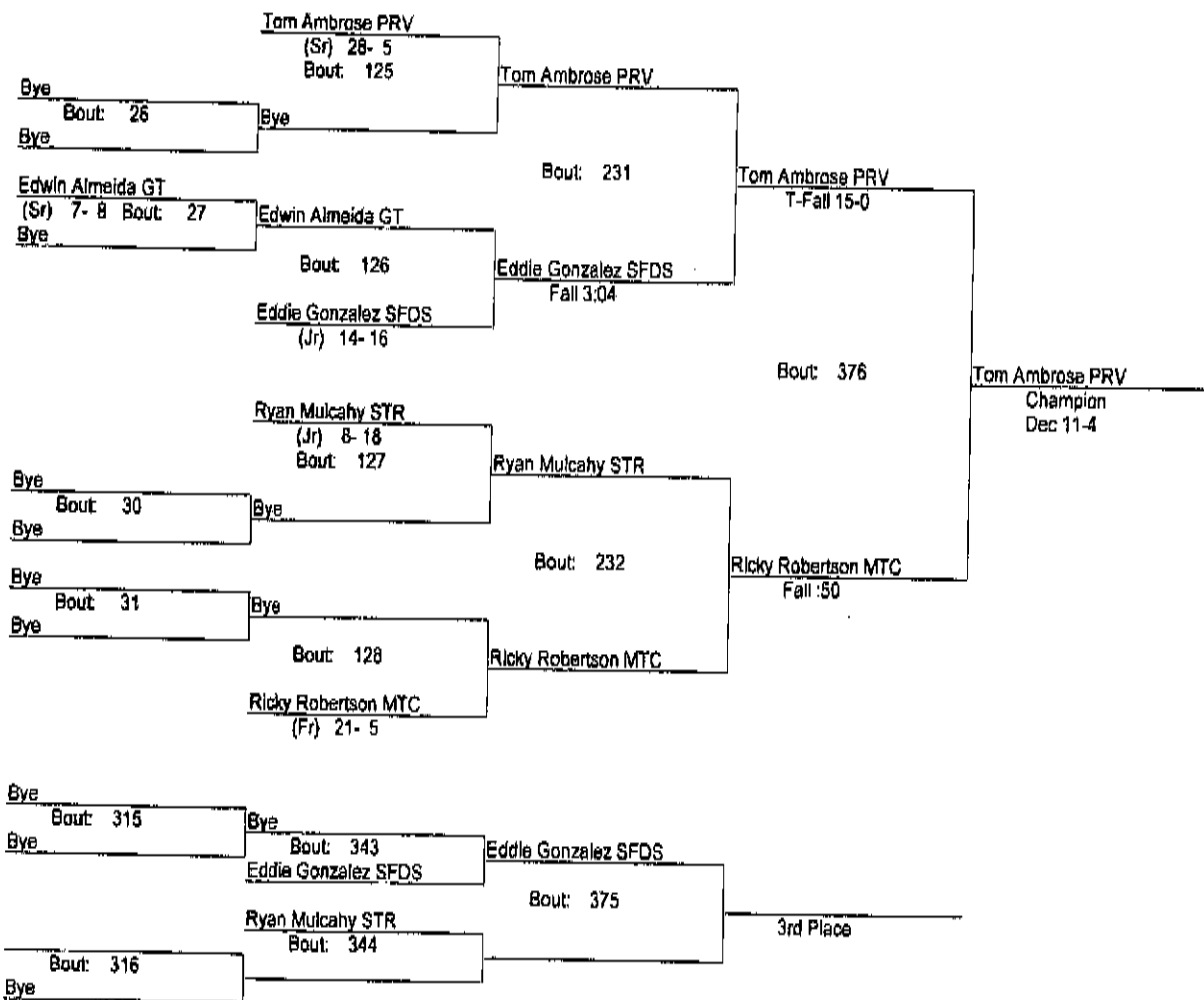 Tom Ambrose PRV
(Sr) 28- 5
Bout: 125
Tom Ambrose PRV
Bye
Bout: 26
Bye
Bye
Bout: 231
Tom Ambrose PRV
T-Fall 15-0
Edwin Almeida GT
(Sr) 7- 8 Bout: 27
Bye
Edwin Almeida GT
Bout: 126
Eddie Gonzalez SFDS
Fall 3:04
Eddie Gonzalez SFDS
(Jr) 14- 16
Bout: 376
Tom Ambrose PRV
Champion
Dec 11-4
Ryan Mulcahy STR
(Jr) 8- 18
Bout: 127
Ryan Mulcahy STR
Bye
Bout: 30
Bye
Bye
Bout: 232
Ricky Robertson MTC
Fall :50
Bye
Bout: 31
Bye
Bye
Bout: 128
Ricky Robertson MTC
Ricky Robertson MTC
(Fr) 21- 5
Bye
Bout: 315
Bye
Bye
Bout: 343
Eddie Gonzalez SFDS
Eddie Gonzalez SFDS
Bout: 375
3rd Place
Ryan Mulcahy STR
Bout: 344
Bout: 316
Bye